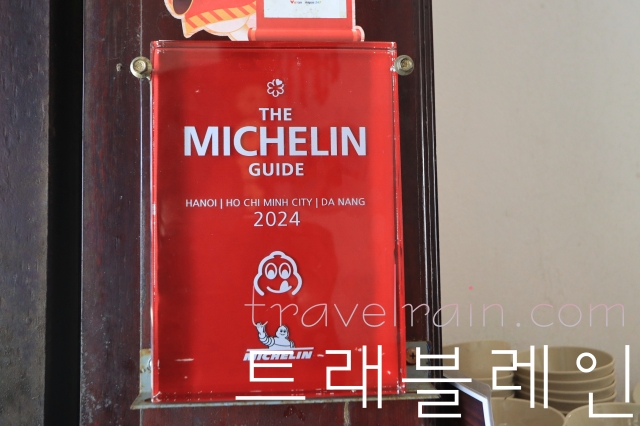 THE
MICHELIN
GUIDE
HANOI | HO CHI MINH CITY | DA NANG
2024
travelrain.com
MICHELIN
트래블레인